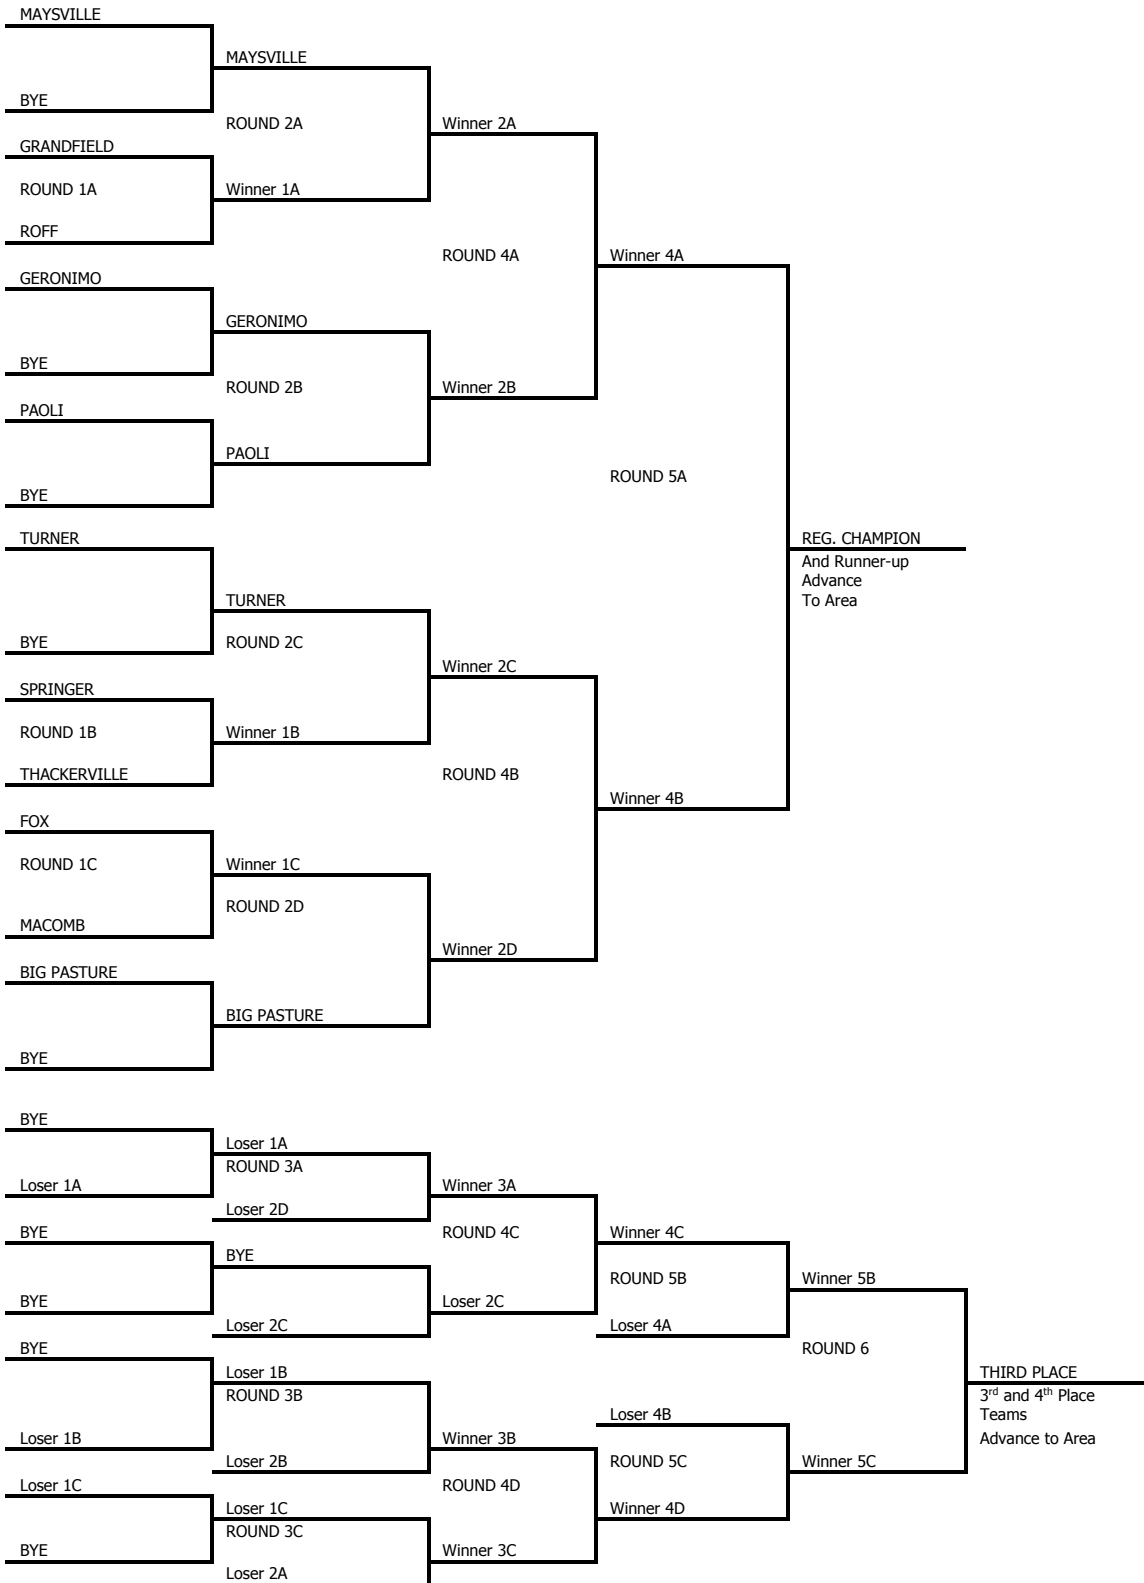 MAYSVILLE
MAYSVILLE
BYE
ROUND 2A
Winner 2A
GRANDFIELD
ROUND 1A
Winner 1A
ROFF
ROUND 4A
Winner 4A
GERONIMO
GERONIMO
BYE
ROUND 2B
Winner 2B
PAOLI
PAOLI
ROUND 5A
BYE
TURNER
REG. CHAMPION
And Runner-up
Advance
To Area
TURNER
BYE
ROUND 2C
Winner 2C
SPRINGER
ROUND 1B
Winner 1B
THACKERVILLE
ROUND 4B
Winner 4B
FOX
ROUND 1C
Winner 1C
ROUND 2D
MACOMB
Winner 2D
BIG PASTURE
BIG PASTURE
BYE
BYE
Loser 1A
ROUND 3A
Loser 1A
Winner 3A
Loser 2D
BYE
ROUND 4C
Winner 4C
BYE
ROUND 5B
Winner 5B
BYE
Loser 2C
Loser 2C
Loser 4A
BYE
ROUND 6
Loser 1B
THIRD PLACE
ROUND 3B
3rd and 4th Place
Teams
Loser 4B
Loser 1B
Winner 3B
Advance to Area
Loser 2B
ROUND 5C
Winner 5C
Loser 1C
ROUND 4D
Loser 1C
Winner 4D
ROUND 3C
BYE
Winner 3C
Loser 2A